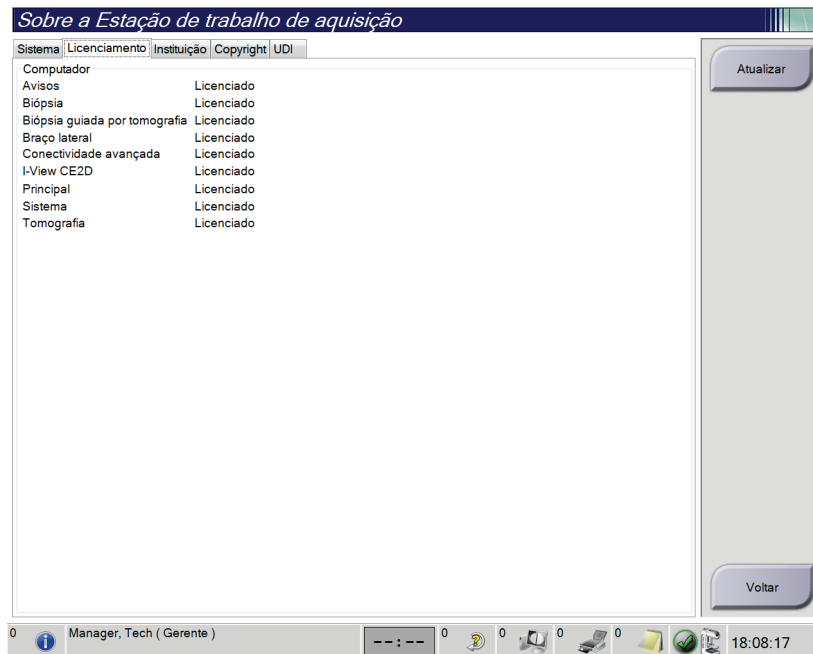 Sobre a Estação de trabalho de aquisição
Sistema Licenciamento Instituição Copyright UDI
Atualizar
Computador
Avisos Licenciado
Biópsia Licenciado
Biópsia guiada por tomografia Licenciado
Braço lateral Licenciado
Conectividade avançada Licenciado
I-View CE2D Licenciado
Principal Licenciado
Sistema Licenciado
Tomografia Licenciado
Voltar
0 Manager, Tech ( Gerente ) --:-- 0 0 0 0 18:08:17